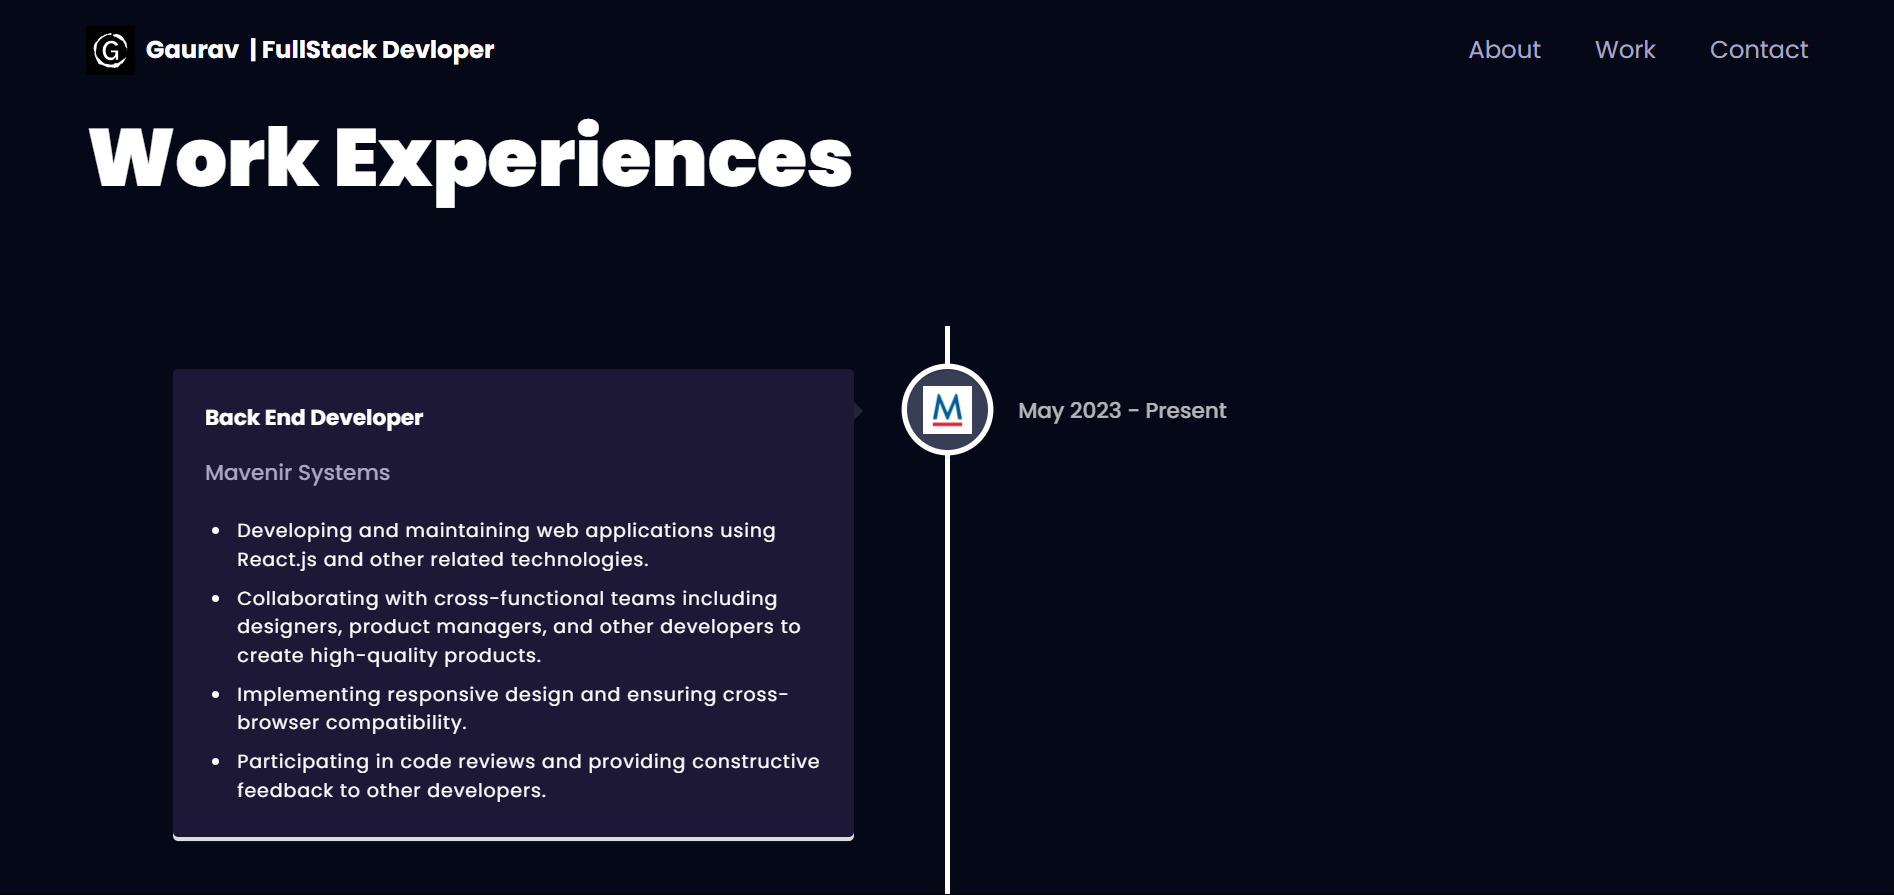 G Gaurav | FullStack Devloper
About Work Contact
Work Experiences
Back End Developer
Mavenir Systems
• Developing and maintaining web applications using
React.js and other related technologies.
• Collaborating with cross-functional teams including
designers, product managers, and other developers to
create high-quality products.
• Implementing responsive design and ensuring cross-
browser compatibility.
• Participating in code reviews and providing constructive
feedback to other developers.
M
May 2023 - Present